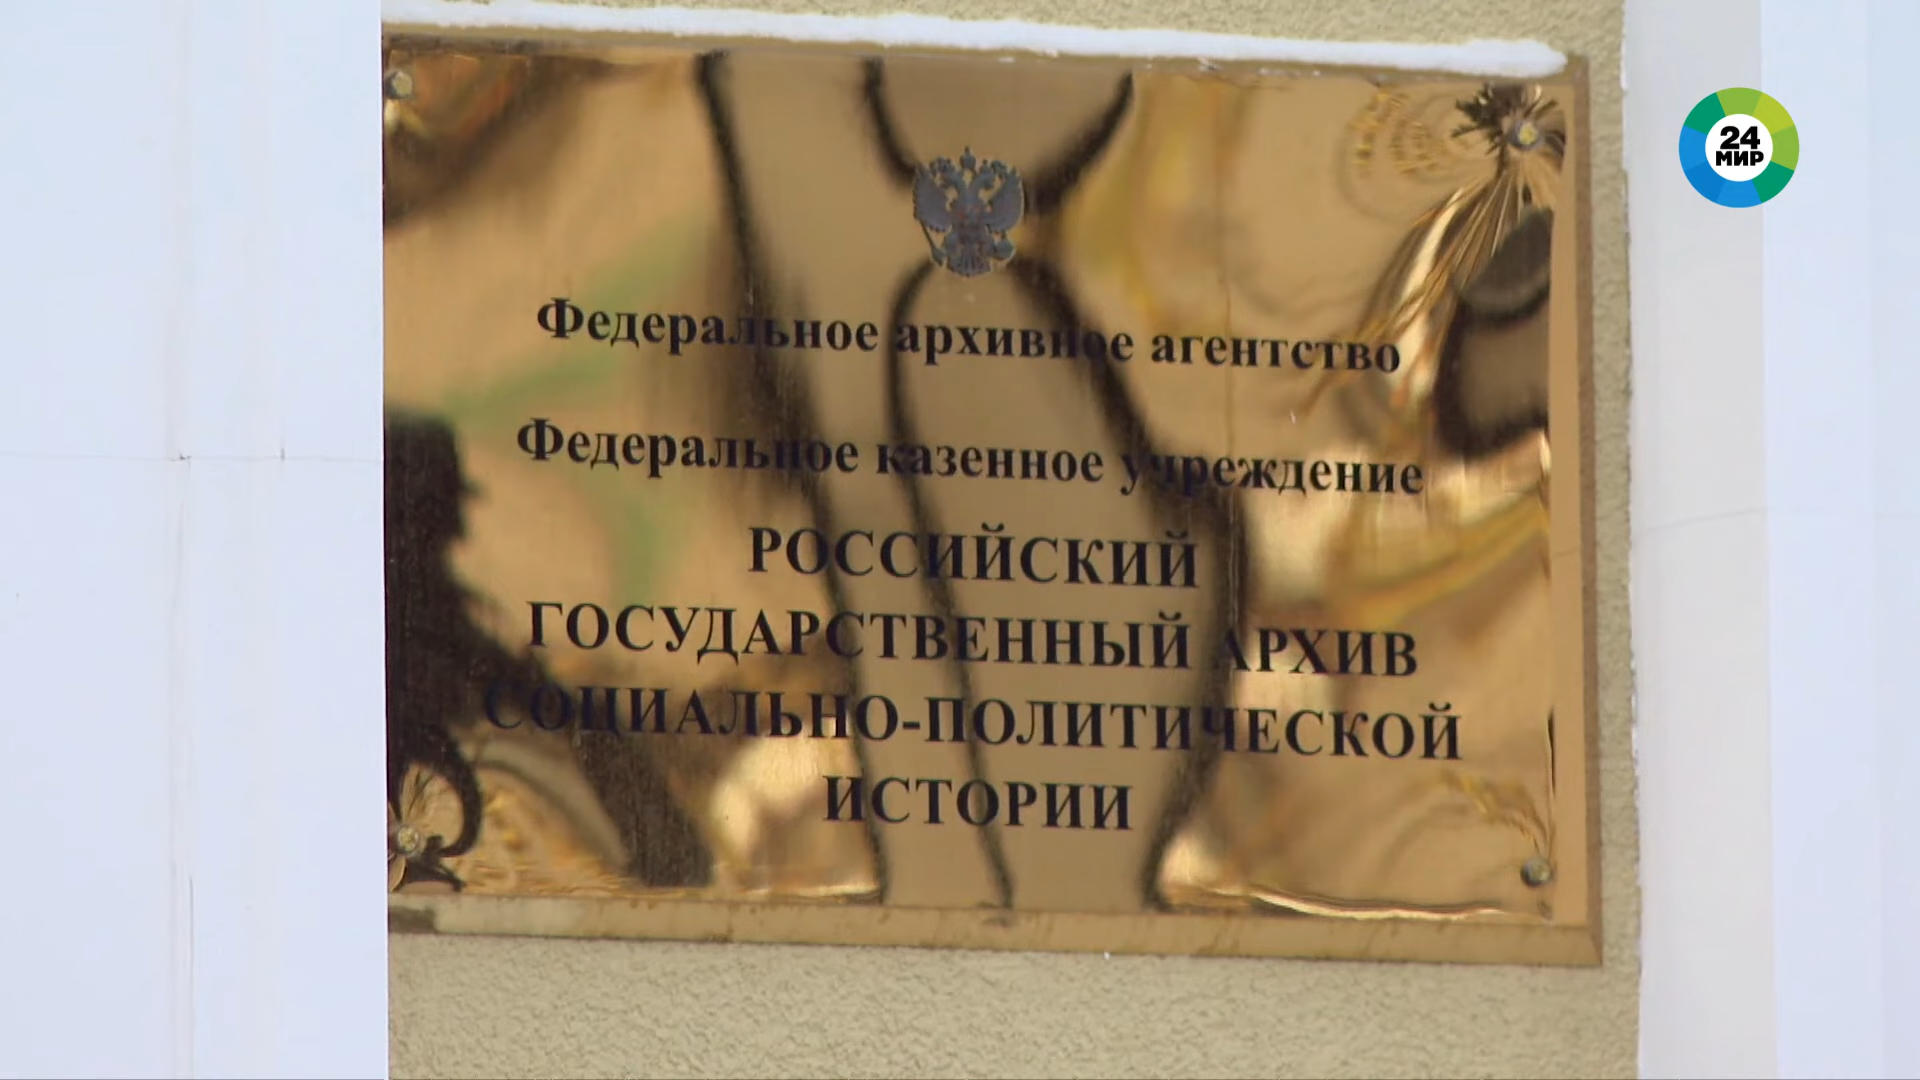 24
МИР
Федеральное архивное агентство
Федеральное казенное учреждение
РОССИЙСКИЙ
ГОСУДАРСТВЕННЫЙ АРХИВ
СОЦИАЛЬНО-ПОЛИТИЧЕСКОЙ
ИСТОРИИ